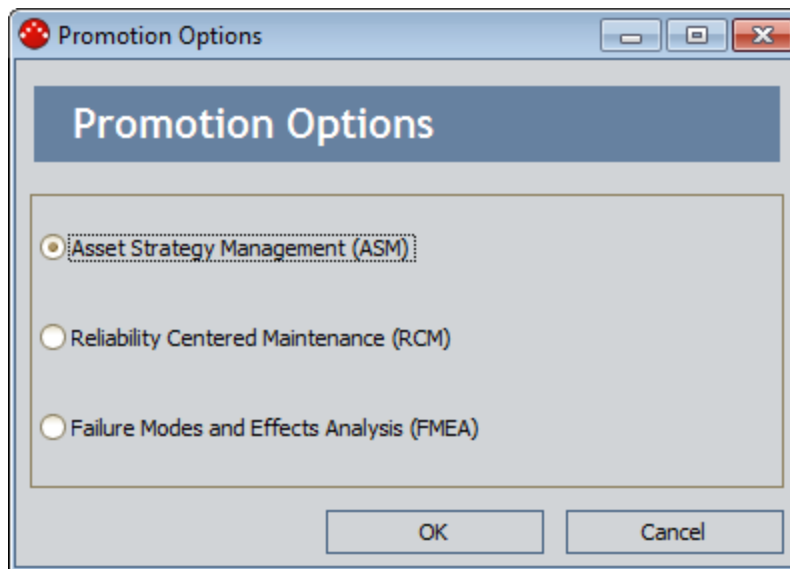 Promotion Options
Promotion Options
Asset Strategy Management (ASM)
Reliability Centered Maintenance (RCM)
Failure Modes and Effects Analysis (FMEA)
OK Cancel